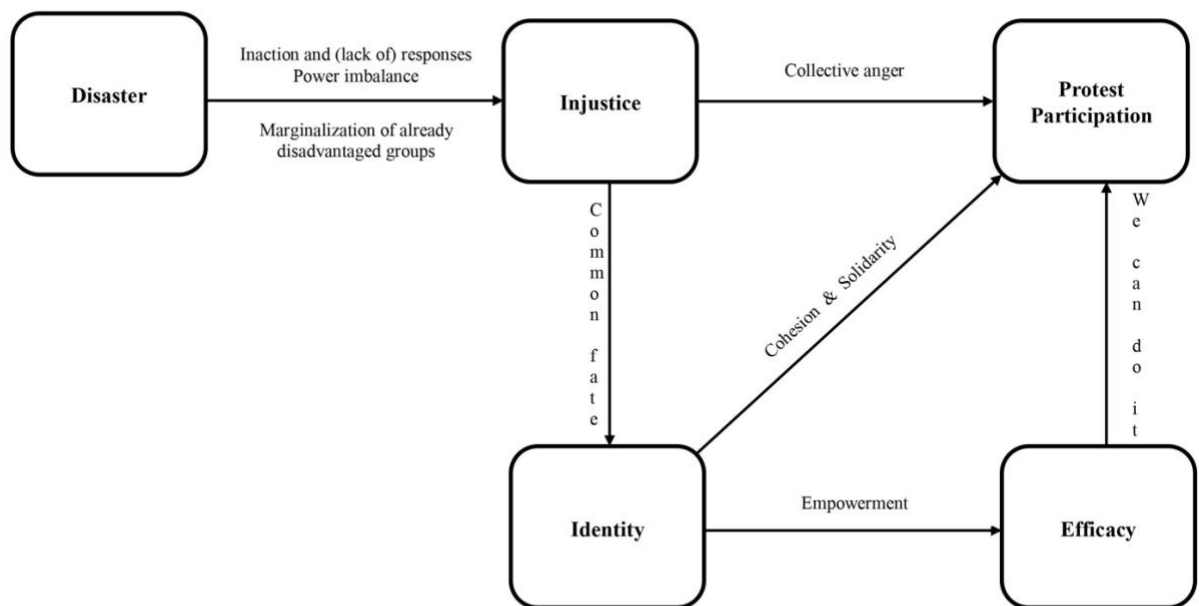 Disaster
Inaction and (lack of) responses
Power imbalance
Marginalization of already
disadvantaged groups
Injustice
Collective anger
Protest
Participation
Common fate
Cohesion & Solidarity
We can do it
Identity
Empowerment
Efficacy